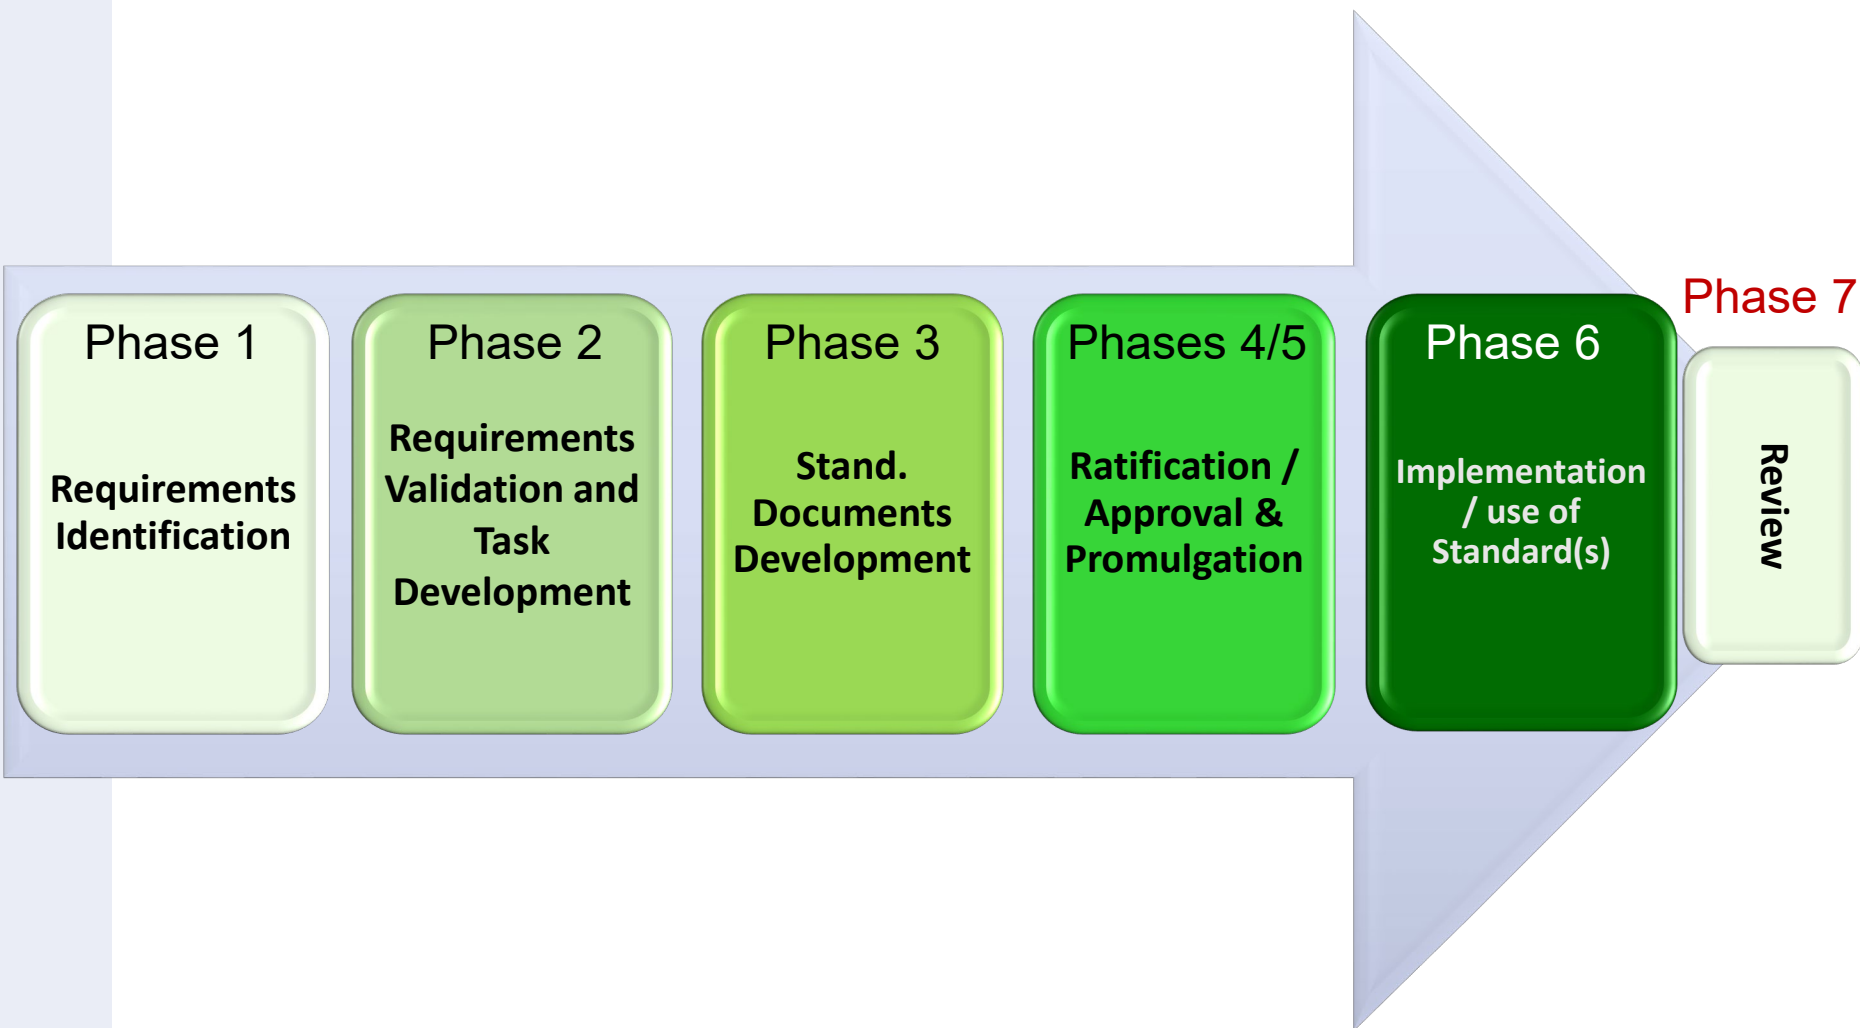 Phase 1
Requirements
Identification
Phase 2
Requirements
Validation and
Task
Development
Phase 3
Stand.
Documents
Development
Phases 4/5
Ratification /
Approval &
Promulgation
Phase 6
Implementation
/ use of
Standard(s)
Phase 7
Review